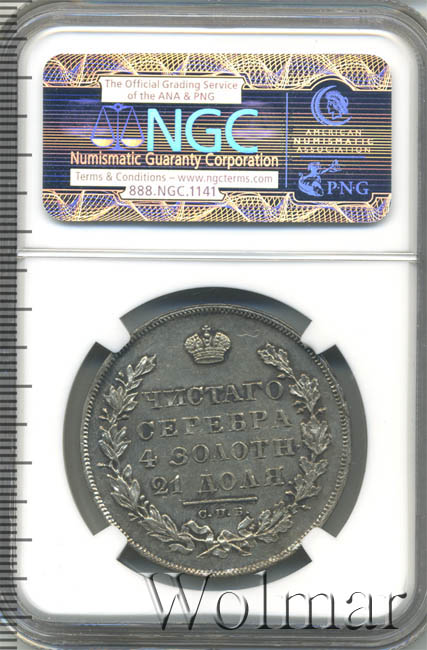 The Official Grading Service
of the ANA & PNG
NGC
Numismatic Guaranty Corporation
Terms & Conditions – www.ngcterms.com
888.NGC.1141
AMERICAN
NUMISMATIC
ASSOCIATION
PNG
ЧИСТАГО
СЕРЕБРА
4 ЗОЛОТН
21 ДОЛЯ.
С.П.Б.
Wolmar